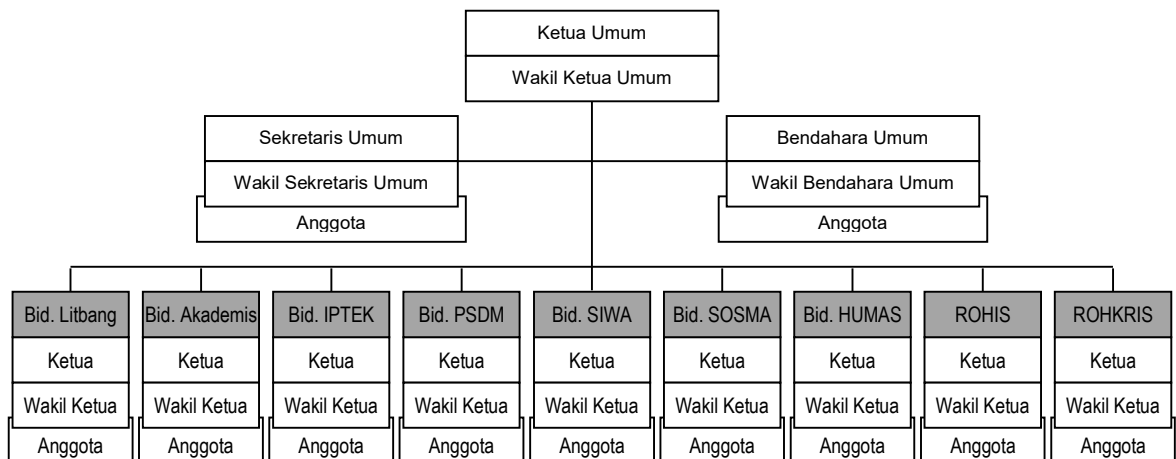 Ketua Umum
Wakil Ketua Umum
Sekretaris Umum
Bendahara Umum
Wakil Sekretaris Umum
Wakil Bendahara Umum
Anggota
Anggota
Bid. Litbang
Bid. Akademis
Bid. IPTEK
Bid. PSDM
Bid. SIWA
Bid. SOSMA
Bid. HUMAS
ROHIS
ROHKRIS
Ketua
Ketua
Ketua
Ketua
Ketua
Ketua
Ketua
Ketua
Ketua
Wakil Ketua
Wakil Ketua
Wakil Ketua
Wakil Ketua
Wakil Ketua
Wakil Ketua
Wakil Ketua
Wakil Ketua
Wakil Ketua
Anggota
Anggota
Anggota
Anggota
Anggota
Anggota
Anggota
Anggota
Anggota